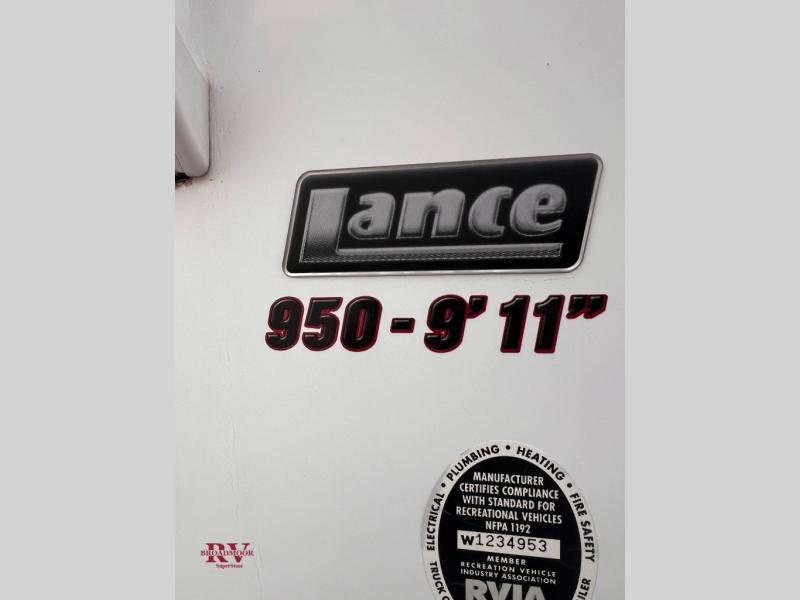 Lance
950 - 9' 11"
ELECTRICAL • PLUMBING • HEATING • FIRE SAFETY
MANUFACTURER
CERTIFIES COMPLIANCE
WITH STANDARD FOR
RECREATIONAL VEHICLES
NFPA 1192
W1234953
MEMBER
RECREATION VEHICLE
INDUSTRY ASSOCIATION
RVIA
TRUCK
RV
BROADMOOR
SuperStore